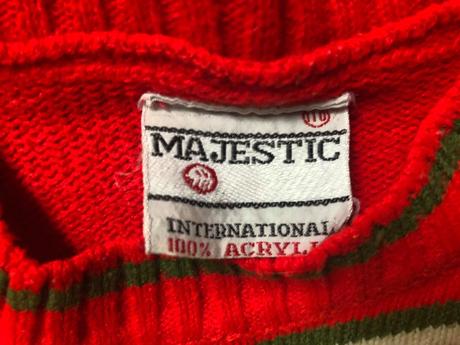 MAJESTIC
INTERNATIONAL
100% ACRYLI